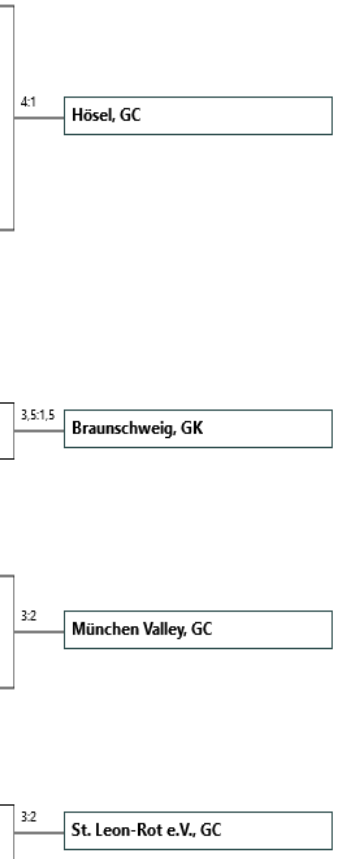 4:1
Hösel, GC
3,5:1,5
Braunschweig, GK
3:2
München Valley, GC
3:2
St. Leon-Rot e.V., GC